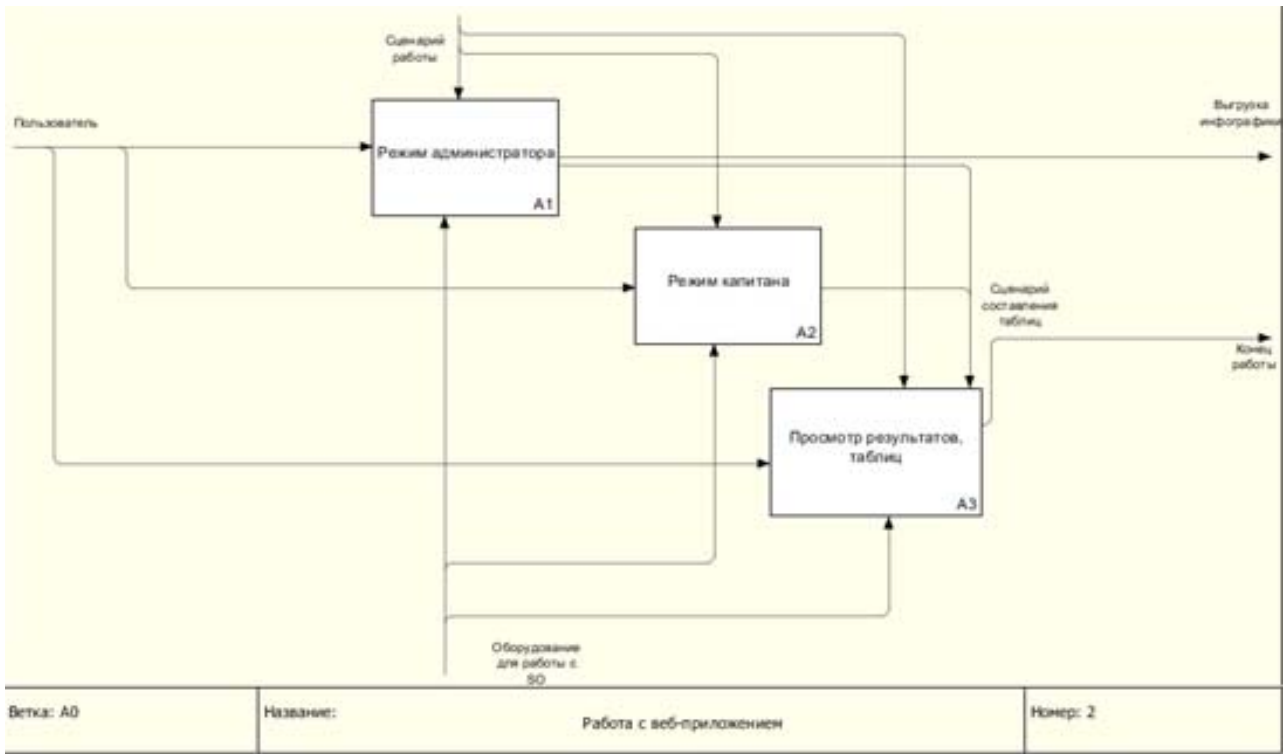 Сценарий
работы
Пользователь
Выгрузка
инфографики
Режим администратора
A1
Режим капитана
A2
Сценарий
составления
таблиц
Конец
работы
Просмотр результатов,
таблиц
A3
Оборудование
для работы с
SO
Ветка: A0
Название:
Работа с веб-приложением
Номер: 2